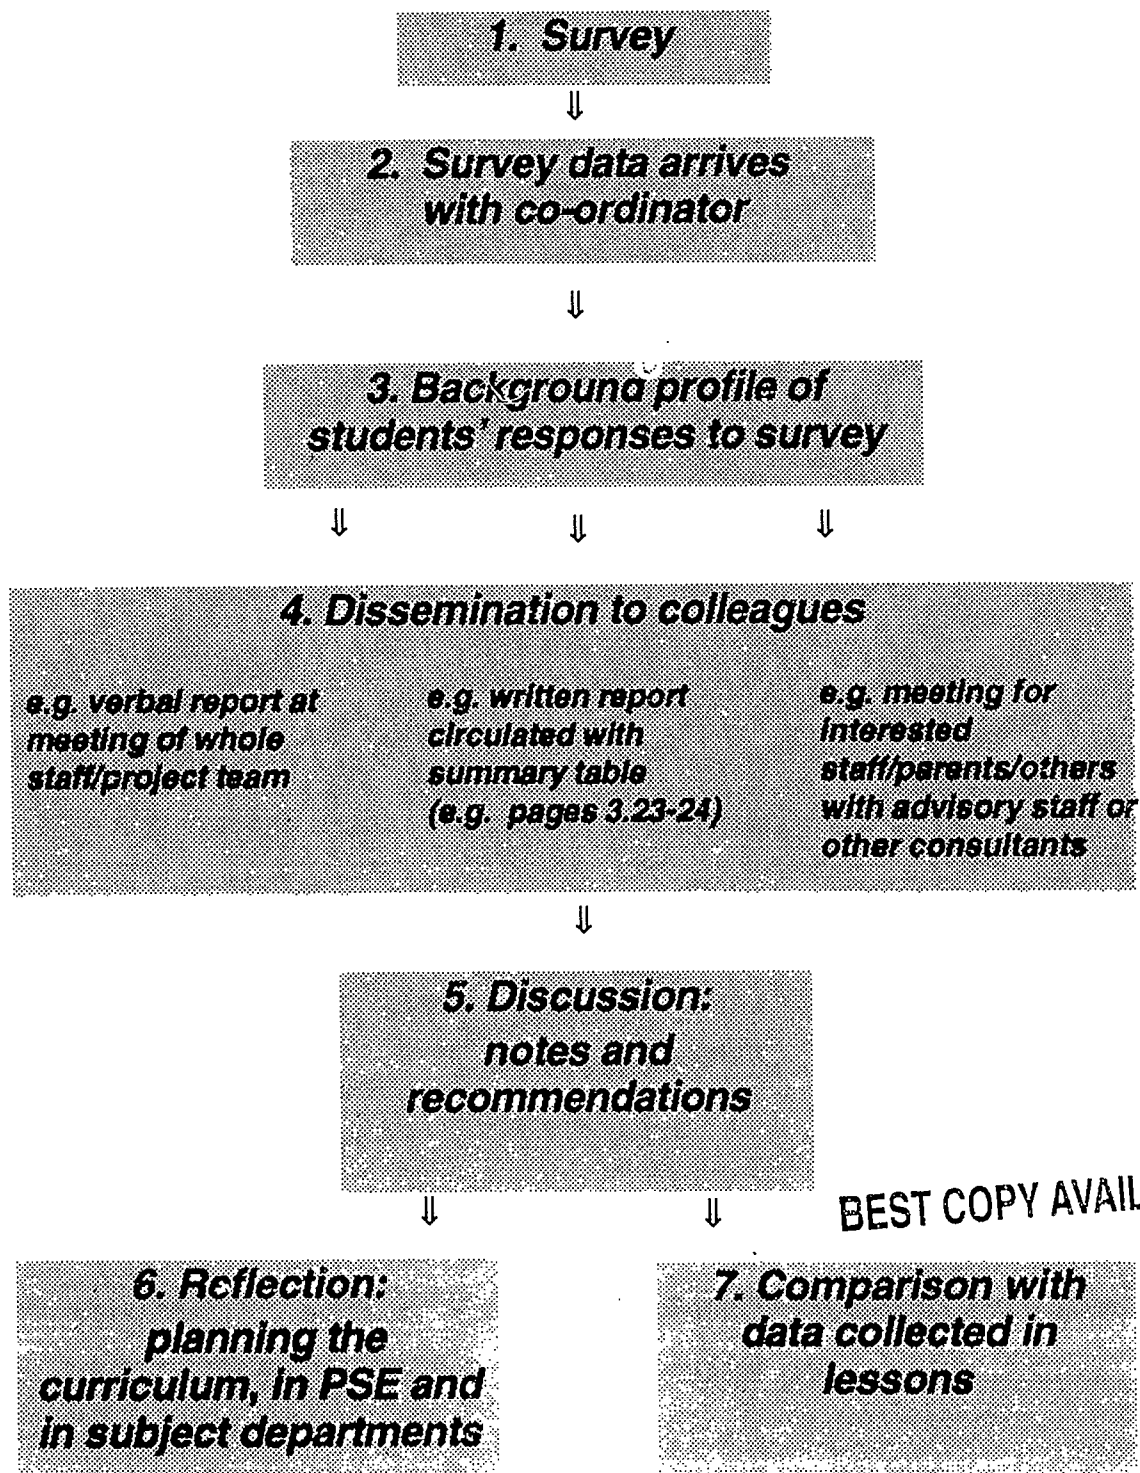 1. Survey
⇓
2. Survey data arrives
with co-ordinator
⇓
3. Background profile of
students' responses to survey
⇓ ⇓ ⇓
4. Dissemination to colleagues
e.g. verbal report at
meeting of whole
staff/project team
e.g. written report
circulated with
summary table
(e.g. pages 3.23-24)
e.g. meeting for
interested
staff/parents/others
with advisory staff or
other consultants
⇓
5. Discussion:
notes and
recommendations
⇓ ⇓
BEST COPY AVAIL
6. Reflection:
planning the
curriculum, in PSE and
in subject departments
7. Comparison with
data collected in
lessons